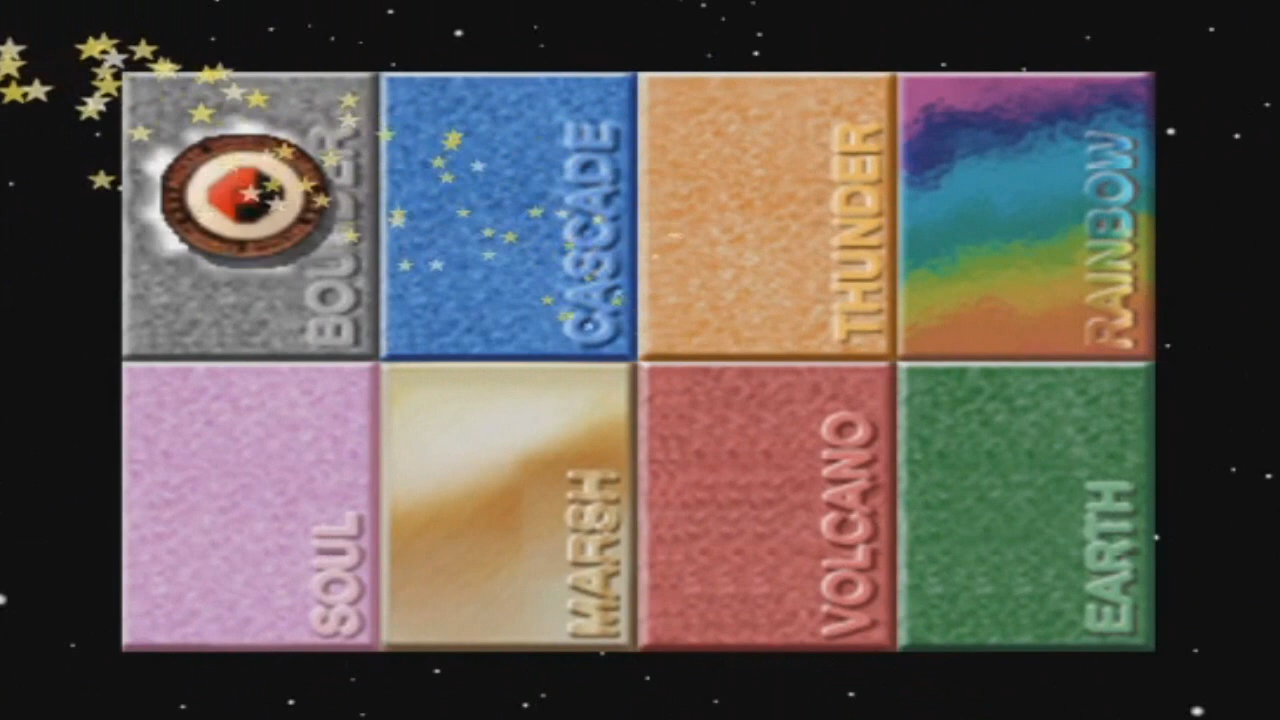 BOULDER
CASCADE
THUNDER
RAINBOW
SOUL
MARSH
VOLCANO
EARTH